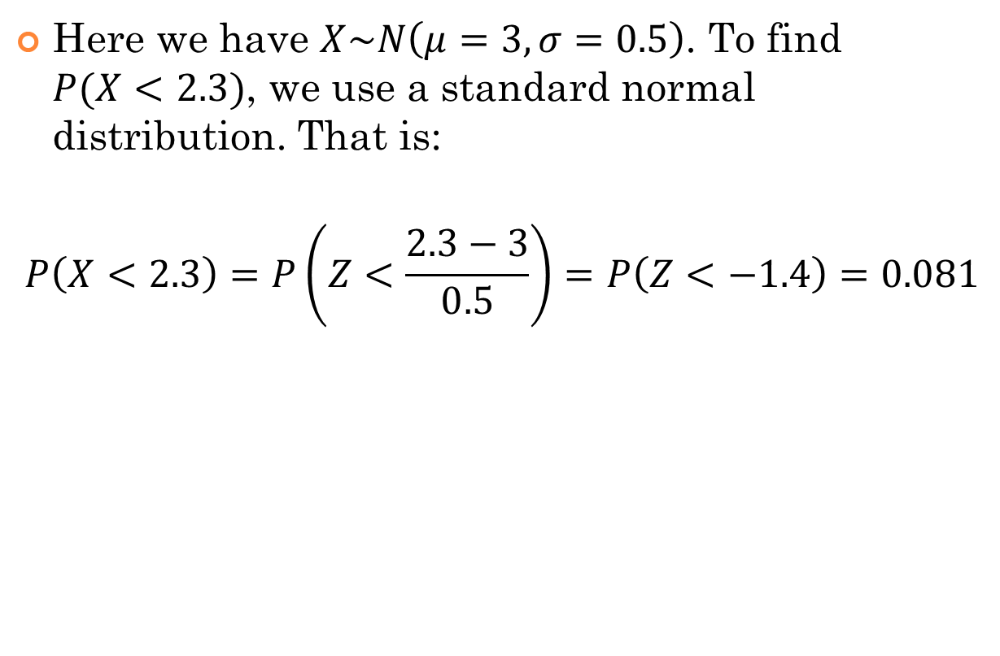 Here we have X~N(μ = 3, σ = 0.5). To find
P(X < 2.3), we use a standard normal
distribution. That is:
P(X < 2.3) = P(Z < (2.3 − 3)/0.5) = P(Z < −1.4) = 0.081